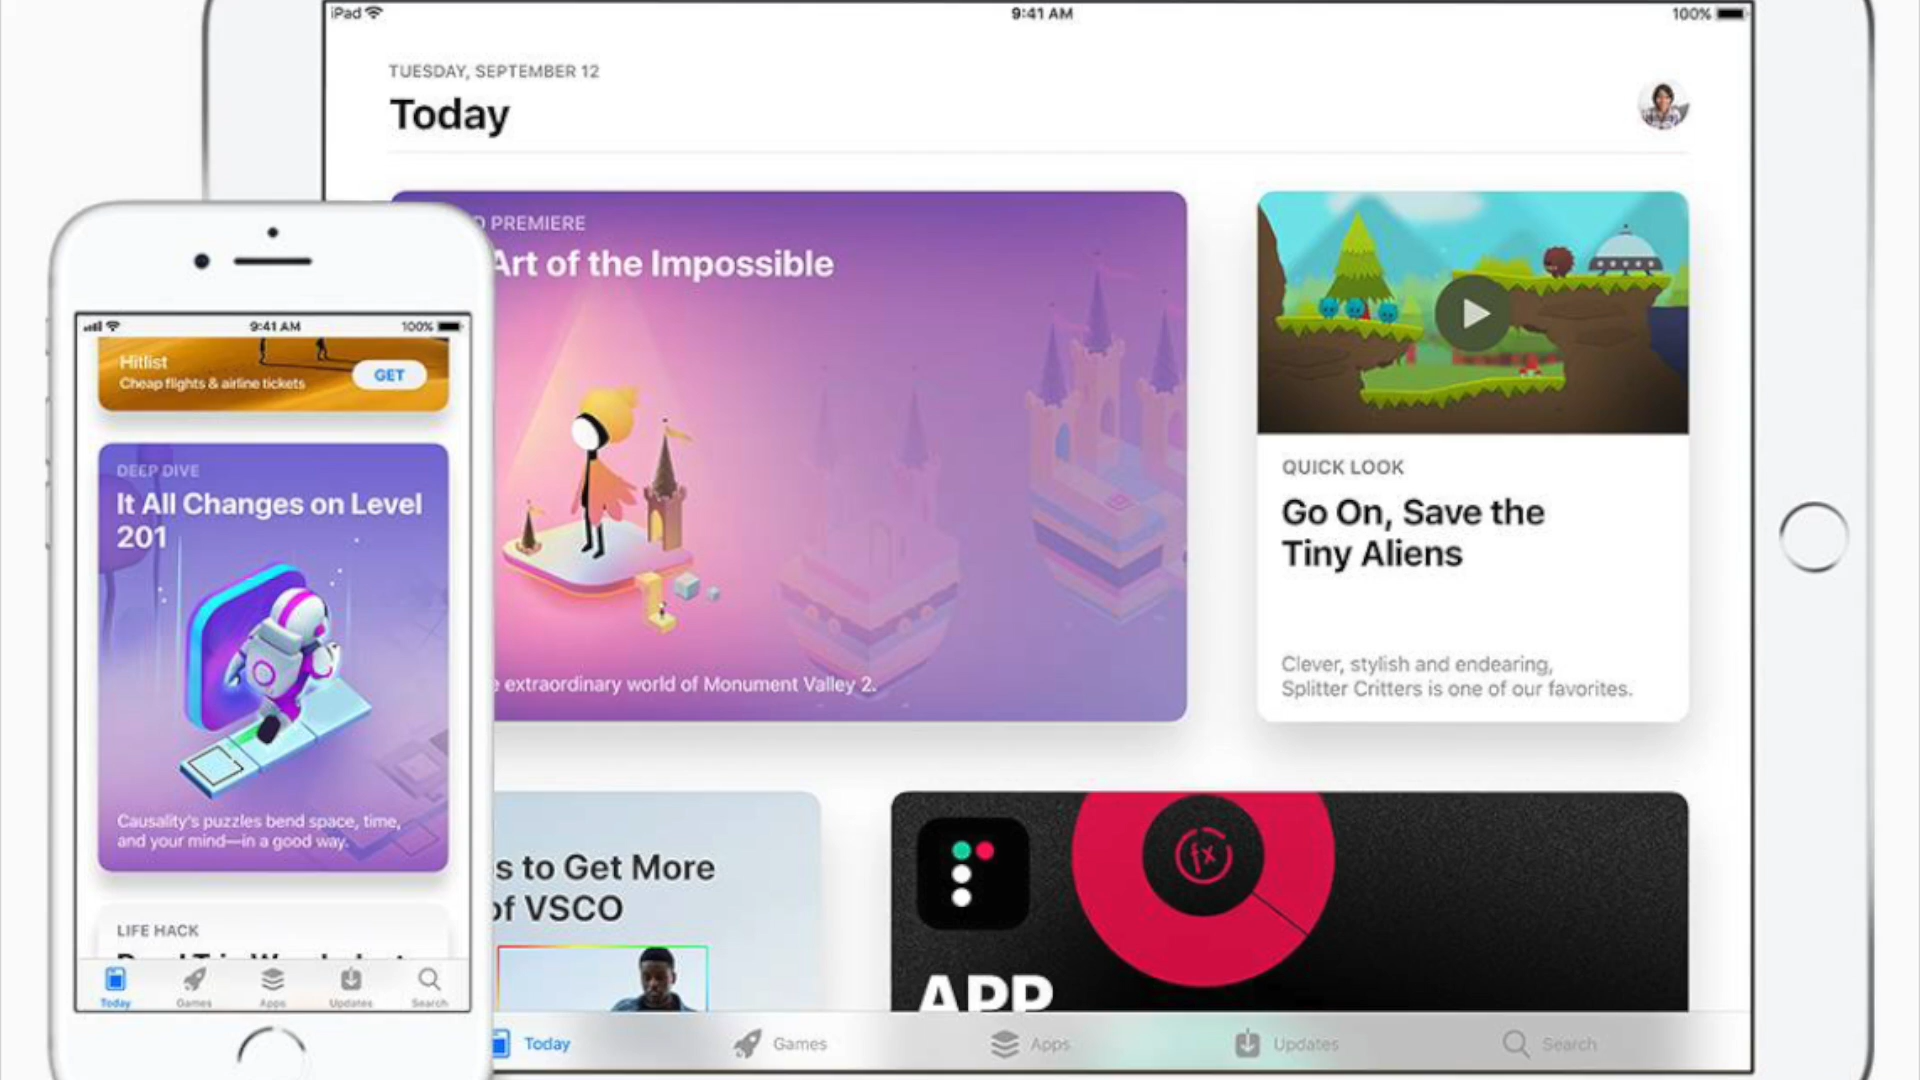 iPad
9:41 AM
100%
TUESDAY, SEPTEMBER 12
Today
PREMIERE
Art of the Impossible
extraordinary world of Monument Valley 2.
QUICK LOOK
Go On, Save the
Tiny Aliens
Clever, stylish and endearing,
Splitter Critters is one of our favorites.
to Get More
of VSCO
fx
APP
Today
Games
Apps
Updates
Search
9:41 AM
100%
Hitlist
Cheap flights & airline tickets
GET
DEEP DIVE
It All Changes on Level
201
Causality's puzzles bend space, time,
and your mind—in a good way.
LIFE HACK
Today
Games
Apps
Updates
Search